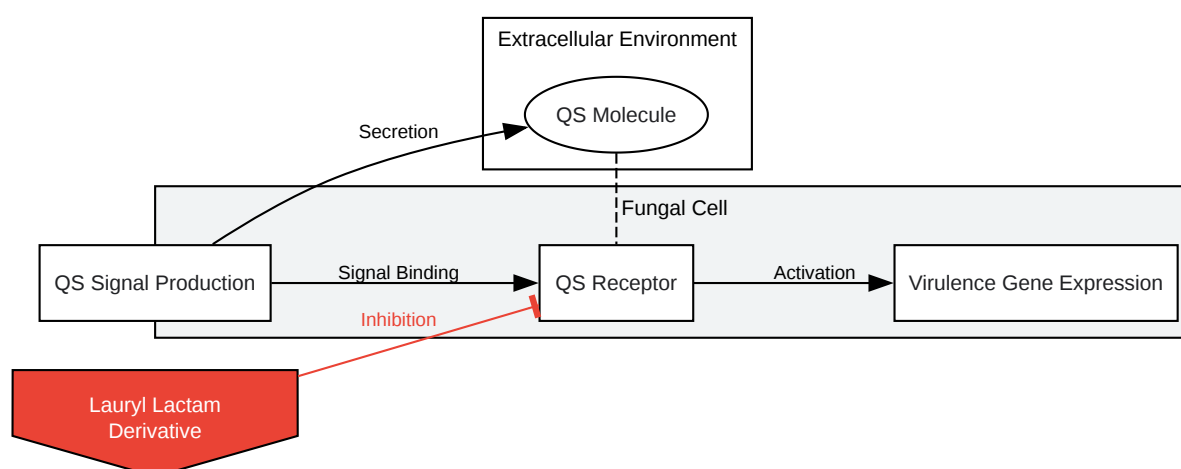 Extracellular Environment
QS Molecule
Secretion
Fungal Cell
QS Signal Production
Signal Binding
QS Receptor
Activation
Virulence Gene Expression
Inhibition
Lauryl Lactam
Derivative